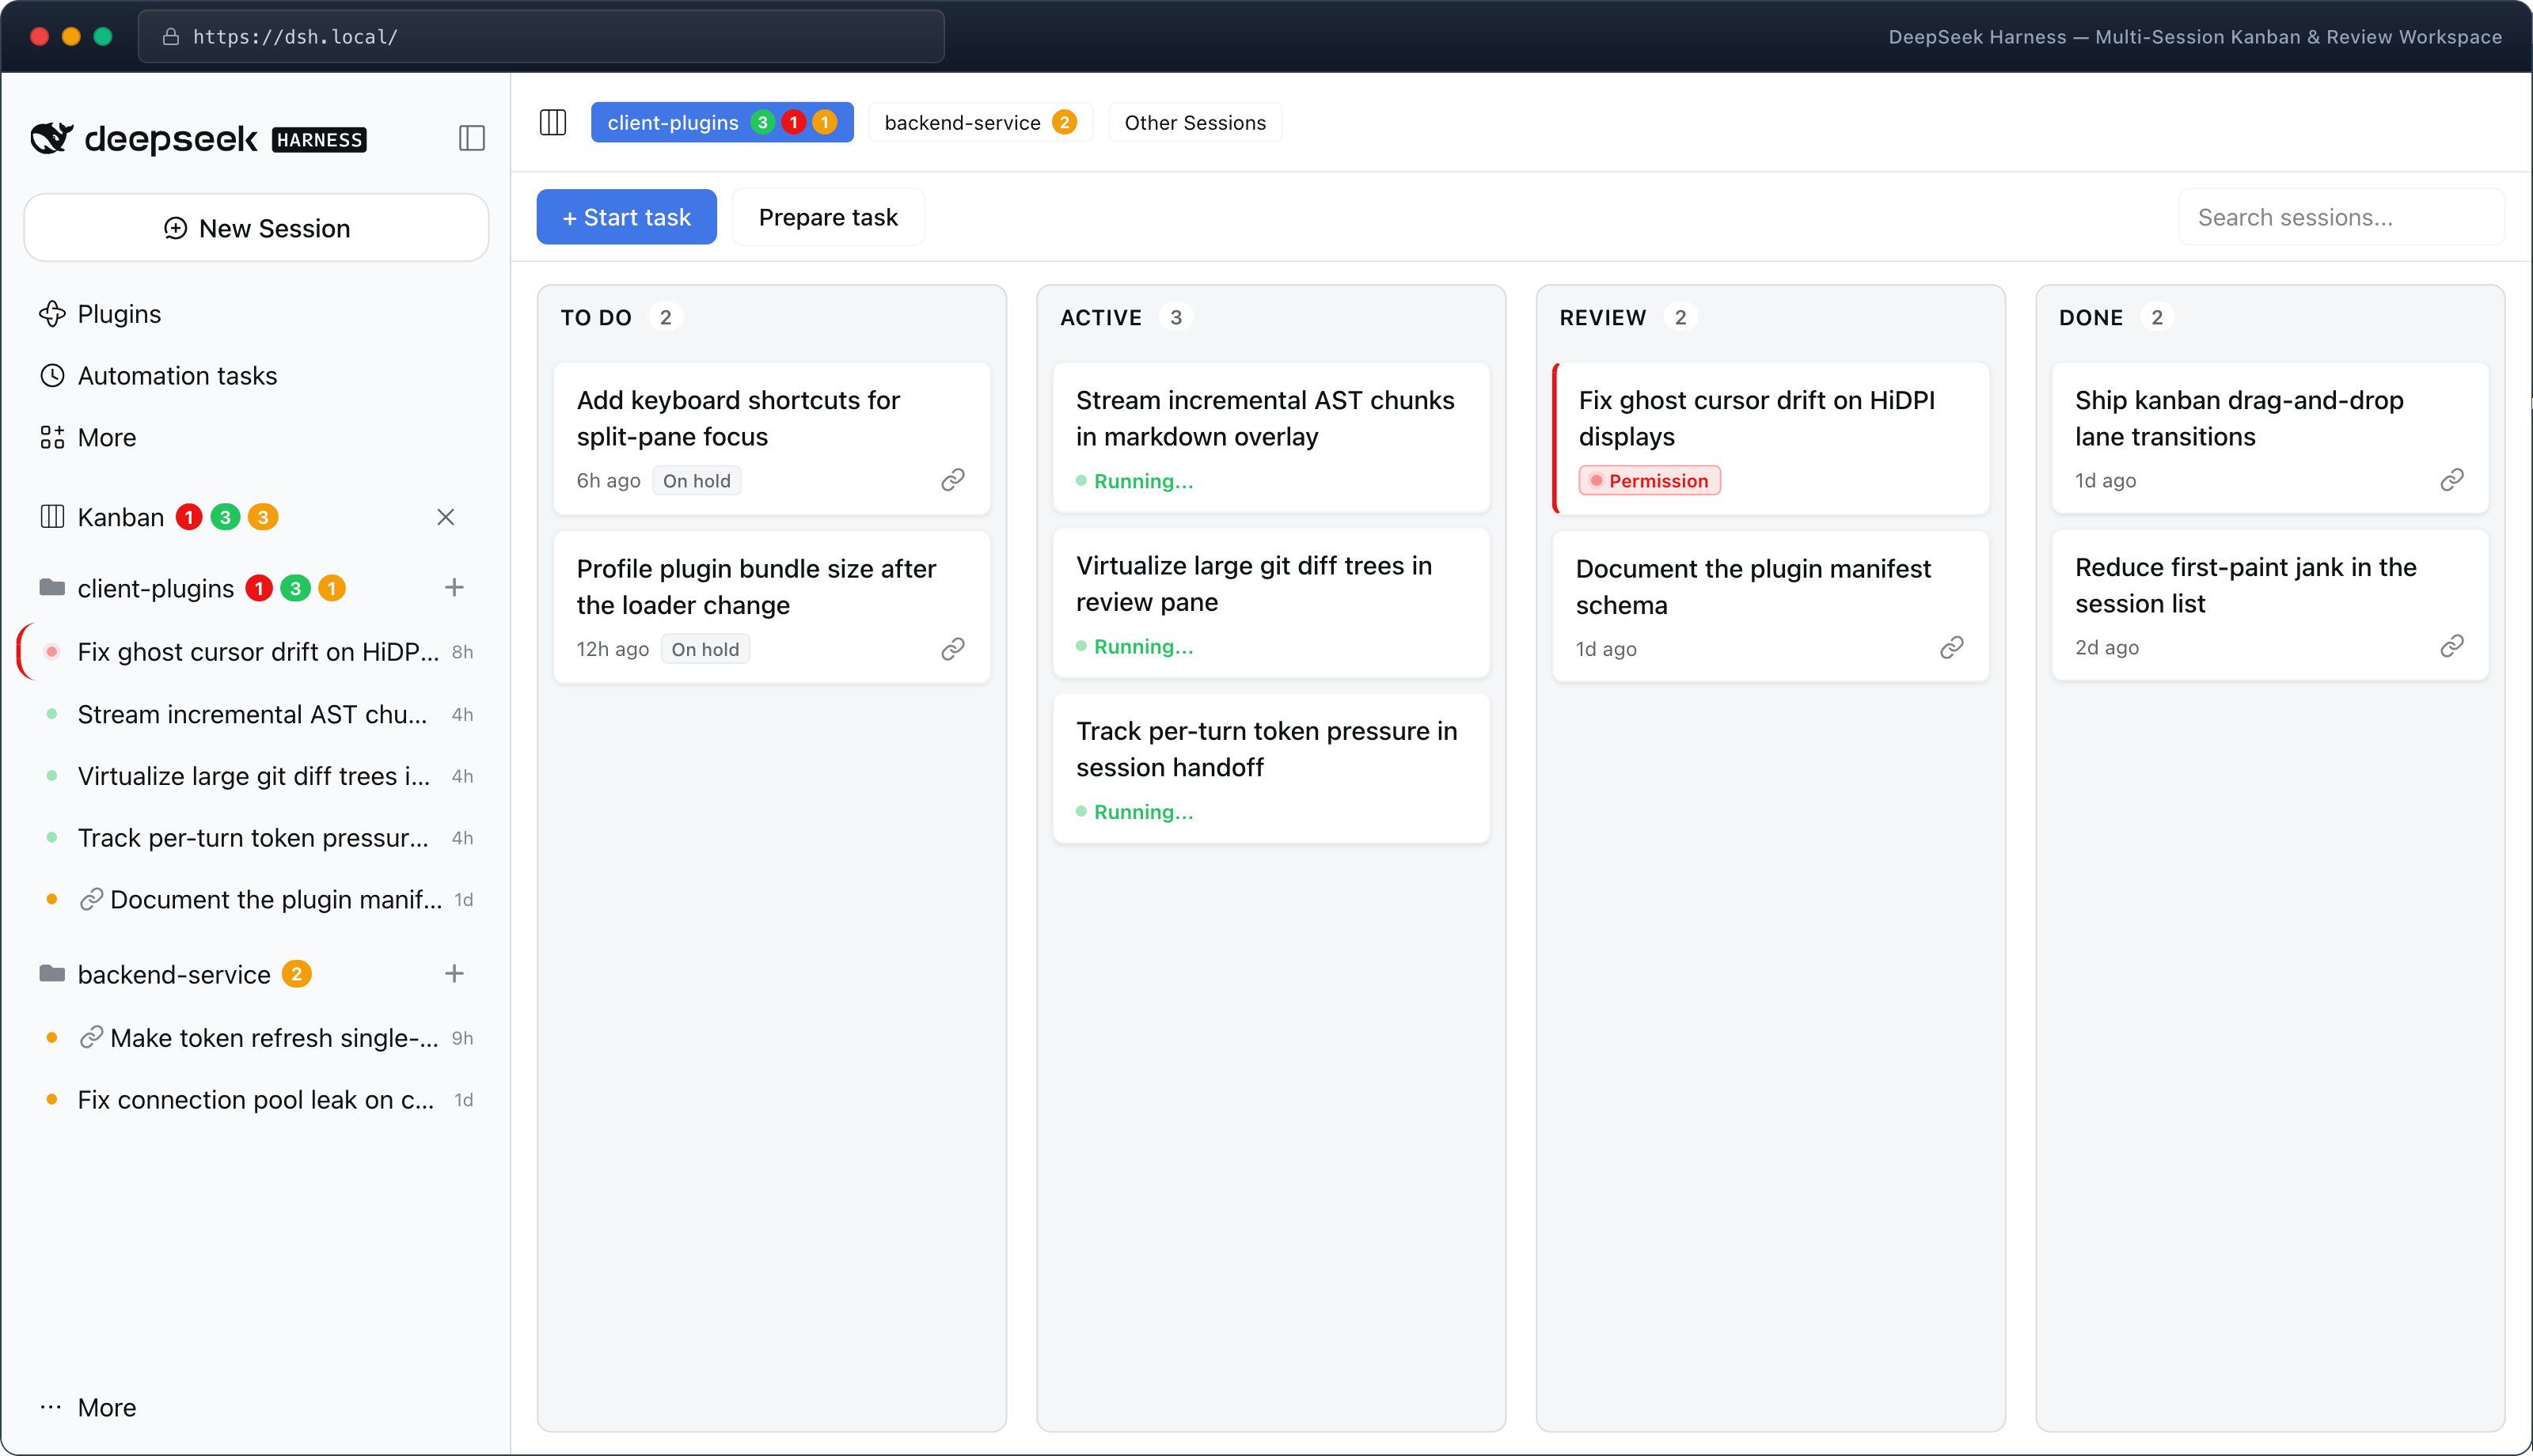 https://dsh.local/
DeepSeek Harness — Multi-Session Kanban & Review Workspace
deepseek HARNESS
New Session
Plugins
Automation tasks
More
Kanban 1 3 3
client-plugins 1 3 1
Fix ghost cursor drift on HiDP... 8h
Stream incremental AST chu... 4h
Virtualize large git diff trees i... 4h
Track per-turn token pressur... 4h
Document the plugin manif... 1d
backend-service 2
Make token refresh single-... 9h
Fix connection pool leak on c... 1d
More
client-plugins 3 1 1
backend-service 2
Other Sessions
+ Start task
Prepare task
Search sessions...
TO DO 2
Add keyboard shortcuts for
split-pane focus
6h ago On hold
Profile plugin bundle size after
the loader change
12h ago On hold
ACTIVE 3
Stream incremental AST chunks
in markdown overlay
Running...
Virtualize large git diff trees in
review pane
Running...
Track per-turn token pressure in
session handoff
Running...
REVIEW 2
Fix ghost cursor drift on HiDPI
displays
Permission
Document the plugin manifest
schema
1d ago
DONE 2
Ship kanban drag-and-drop
lane transitions
1d ago
Reduce first-paint jank in the
session list
2d ago